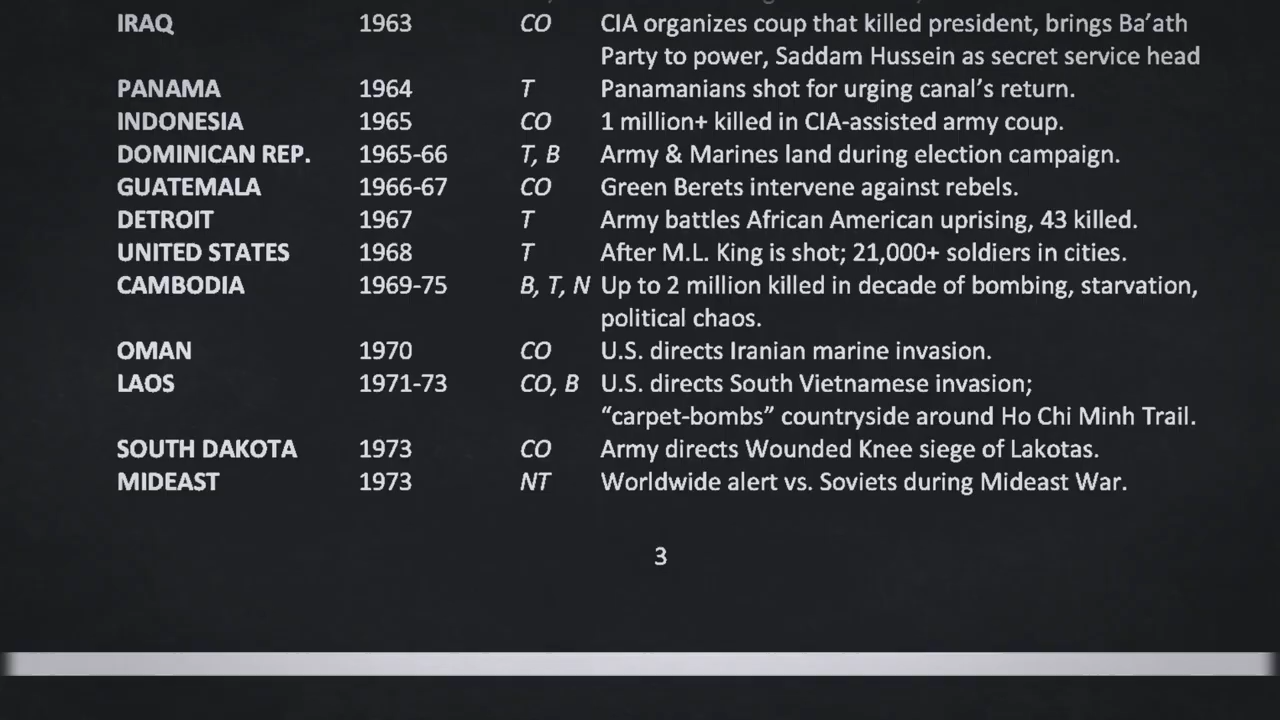 IRAQ 1963 CO CIA organizes coup that killed president, brings Ba’ath
Party to power, Saddam Hussein as secret service head
PANAMA 1964 T Panamanians shot for urging canal’s return.
INDONESIA 1965 CO 1 million+ killed in CIA-assisted army coup.
DOMINICAN REP. 1965-66 T, B Army & Marines land during election campaign.
GUATEMALA 1966-67 CO Green Berets intervene against rebels.
DETROIT 1967 T Army battles African American uprising, 43 killed.
UNITED STATES 1968 T After M.L. King is shot; 21,000+ soldiers in cities.
CAMBODIA 1969-75 B, T, N Up to 2 million killed in decade of bombing, starvation,
political chaos.
OMAN 1970 CO U.S. directs Iranian marine invasion.
LAOS 1971-73 CO, B U.S. directs South Vietnamese invasion;
“carpet-bombs” countryside around Ho Chi Minh Trail.
SOUTH DAKOTA 1973 CO Army directs Wounded Knee siege of Lakotas.
MIDEAST 1973 NT Worldwide alert vs. Soviets during Mideast War.
3